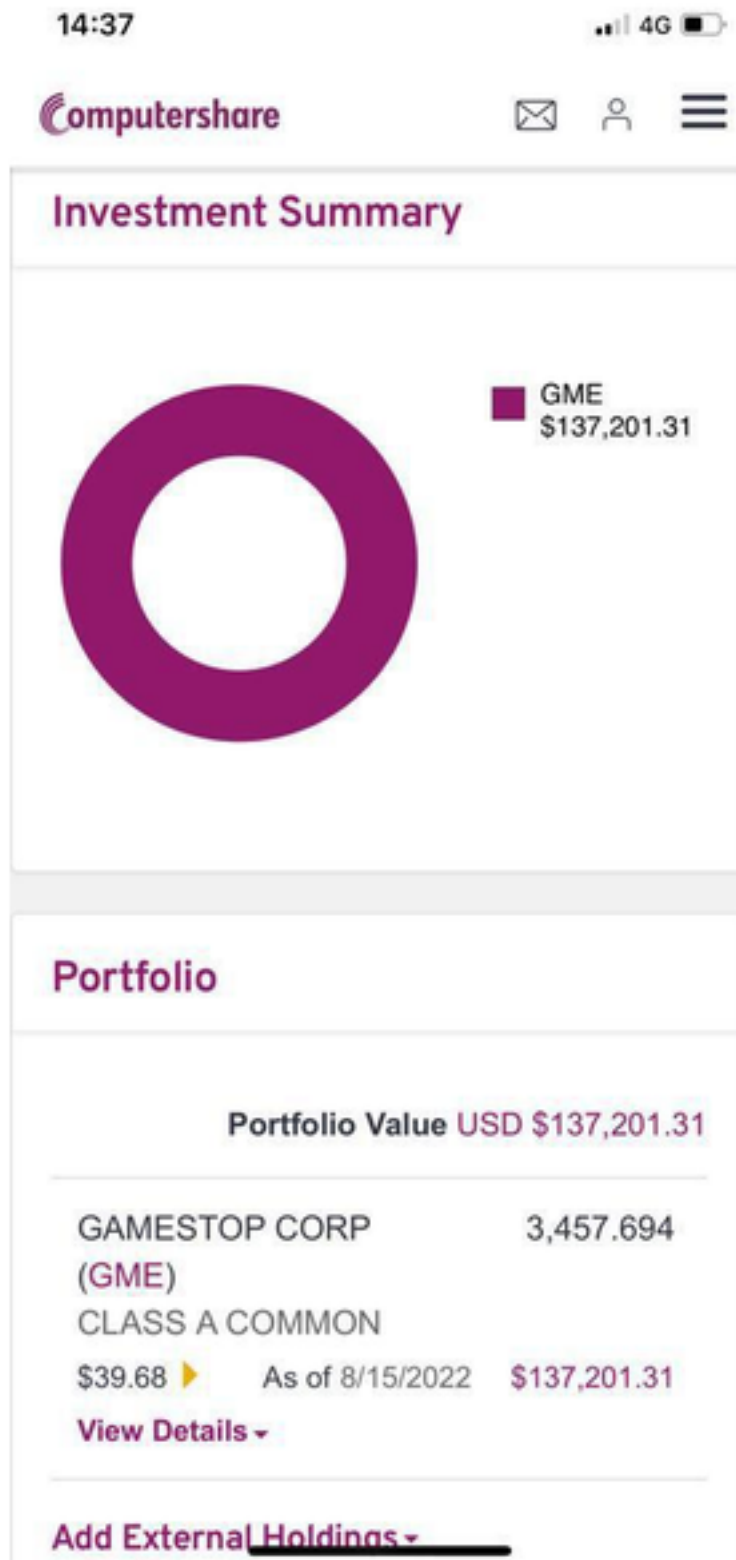 14:37
4G
Computershare
Investment Summary
GME
$137,201.31
Portfolio
Portfolio Value USD $137,201.31
GAMESTOP CORP 3,457.694
(GME)
CLASS A COMMON
$39.68 As of 8/15/2022 $137,201.31
View Details
Add External Holdings